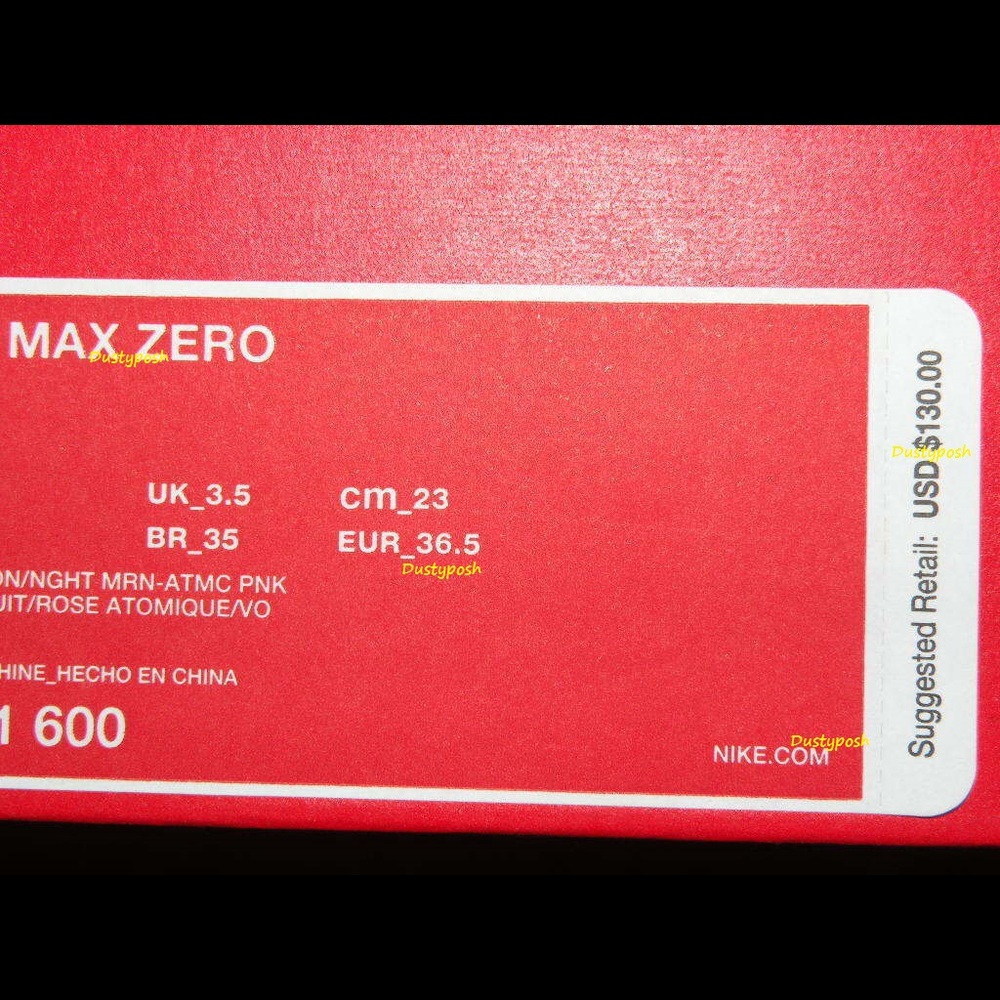 MAX ZERO
Dustyposh
UK_3.5 cm_23
BR_35 EUR_36.5
Dustyposh
ON/NGHT MRN-ATMC PNK
UIT/ROSE ATOMIQUE/VO
HINE_HECHO EN CHINA
1 600
Dustyposh
NIKE.COM
Suggested Retail: USD $130.00
Dustyposh